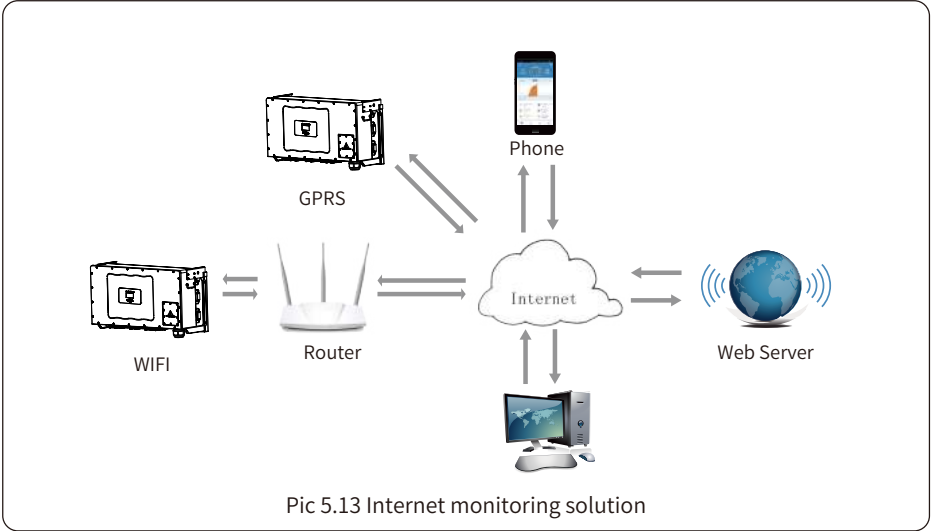 Phone
GPRS
Internet
WIFI
Router
Web Server
Pic 5.13 Internet monitoring solution